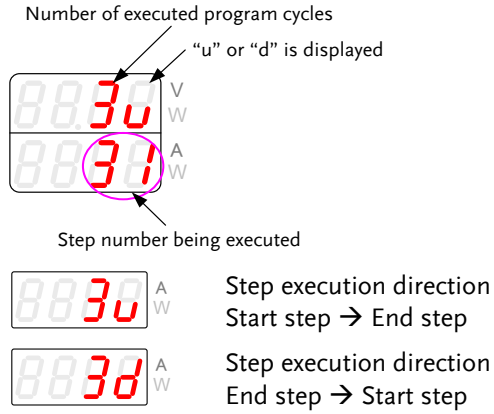 Number of executed program cycles
“u” or “d” is displayed
3u V
W
31 A
W
Step number being executed
3u A
W
Step execution direction
Start step → End step
3d A
W
Step execution direction
End step → Start step